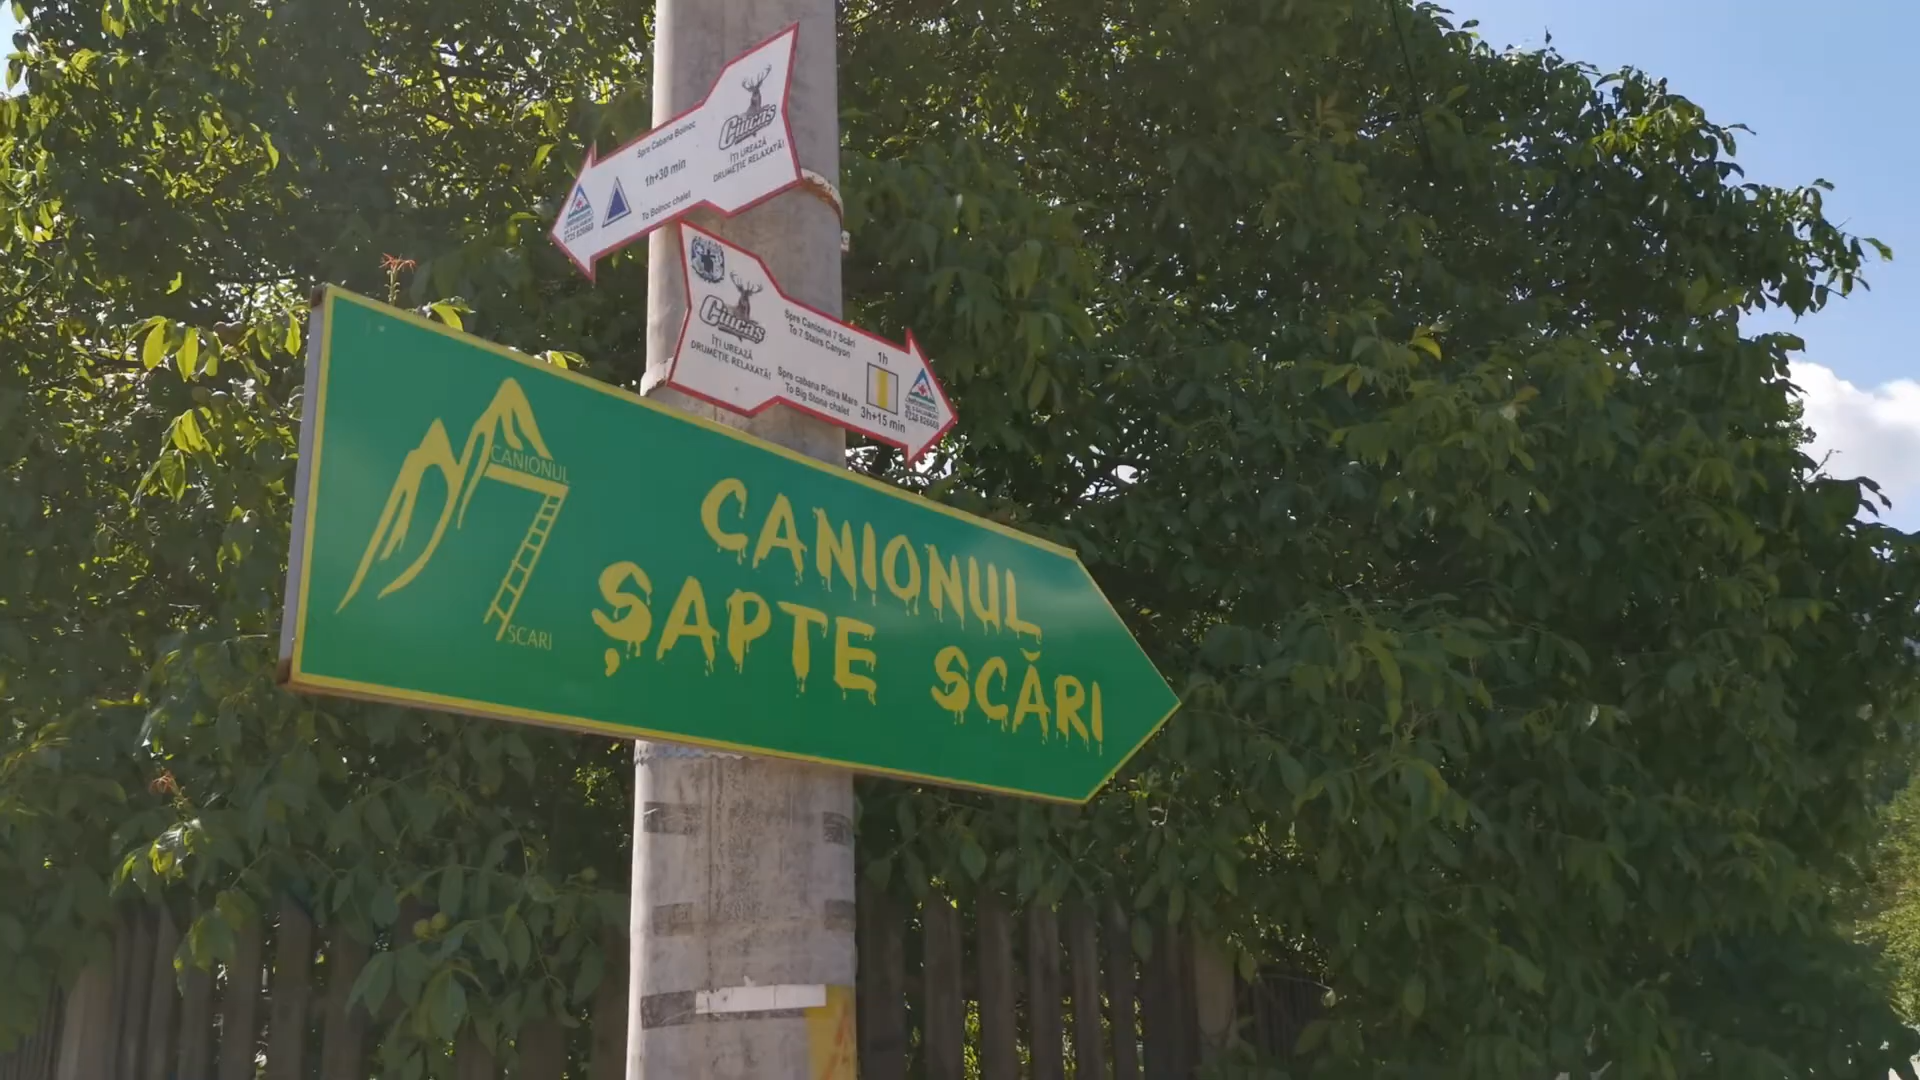 Spre Cabana Bolnoc
1h+30 min
To Bolnoc chalet
Ciucaș
ÎȚI UREAZĂ
DRUMEȚIE RELAXATĂ!
Ciucaș
ÎȚI UREAZĂ
DRUMEȚIE RELAXATĂ!
Spre Canionul 7 Scări
To 7 Stairs Canyon
1h
Spre cabana Piatra Mare
To Big Stone chalet
3h+15 min
CANIONUL
SCARI
CANIONUL
ȘAPTE SCĂRI